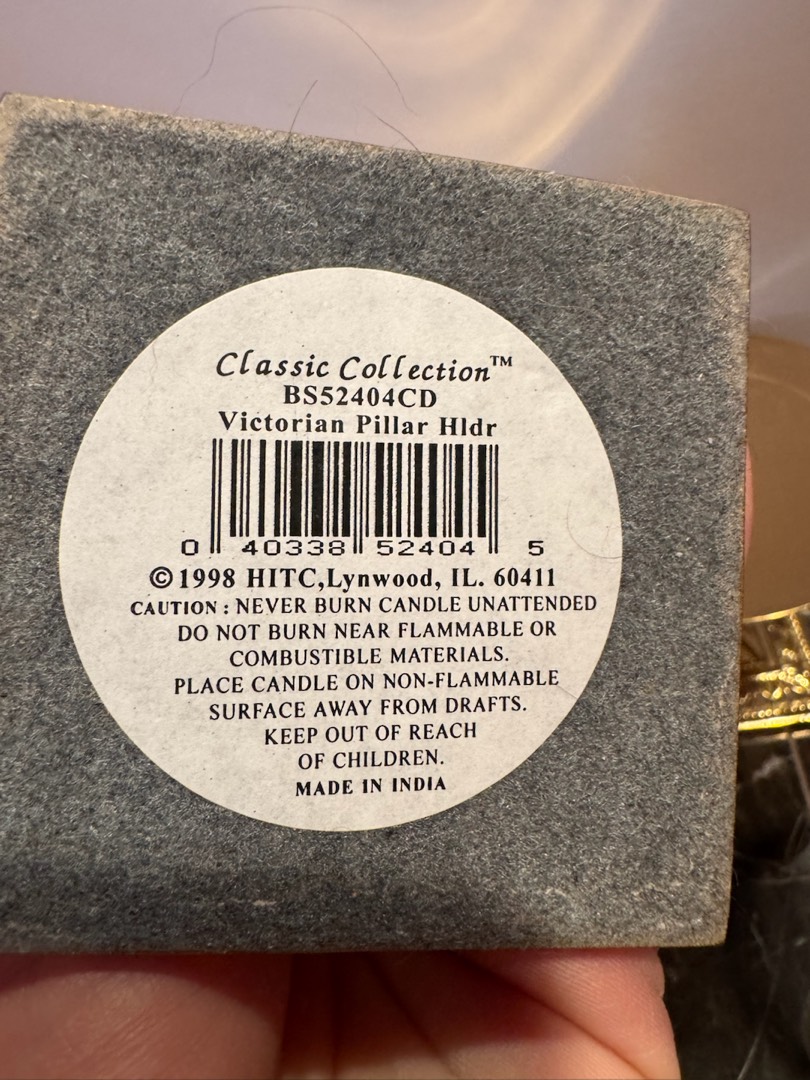 Classic Collection™
BS52404CD
Victorian Pillar Hldr
0 40338 52404 5
©1998 HITC,Lynwood, IL. 60411
CAUTION : NEVER BURN CANDLE UNATTENDED
DO NOT BURN NEAR FLAMMABLE OR
COMBUSTIBLE MATERIALS.
PLACE CANDLE ON NON-FLAMMABLE
SURFACE AWAY FROM DRAFTS.
KEEP OUT OF REACH
OF CHILDREN.
MADE IN INDIA